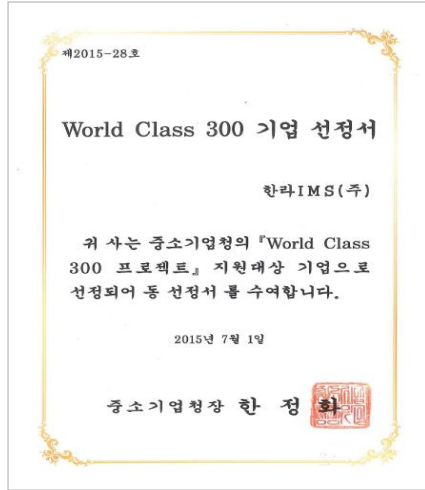 제2015-28호
World Class 300 기업 선정서
한라IMS(주)
귀 사는 중소기업청의 『World Class
300 프로젝트』 지원대상 기업으로
선정되어 동 선정서 를 수여합니다.
2015년 7월 1일
중소기업청장 한 정 화